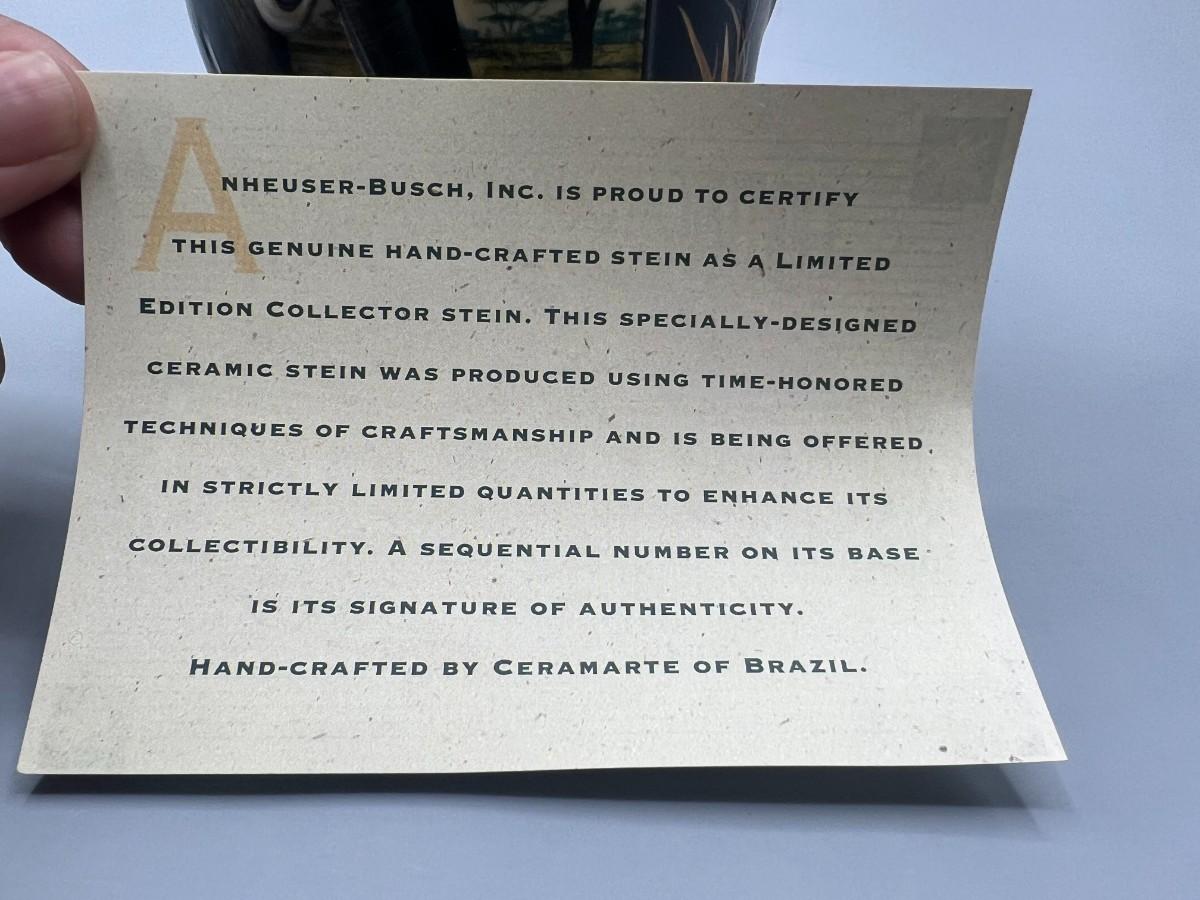 ANHEUSER-BUSCH, INC. IS PROUD TO CERTIFY
THIS GENUINE HAND-CRAFTED STEIN AS A LIMITED
EDITION COLLECTOR STEIN. THIS SPECIALLY-DESIGNED
CERAMIC STEIN WAS PRODUCED USING TIME-HONORED
TECHNIQUES OF CRAFTSMANSHIP AND IS BEING OFFERED
IN STRICTLY LIMITED QUANTITIES TO ENHANCE ITS
COLLECTIBILITY. A SEQUENTIAL NUMBER ON ITS BASE
IS ITS SIGNATURE OF AUTHENTICITY.
HAND-CRAFTED BY CERAMARTE OF BRAZIL.